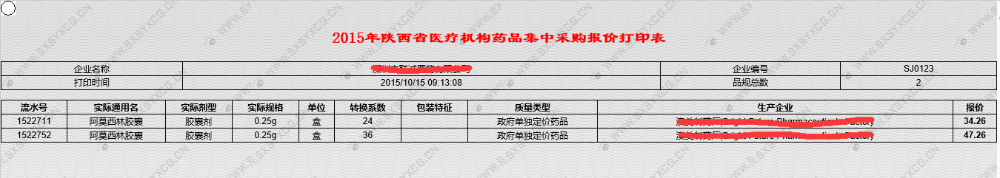 2015年陕西省医疗机构药品集中采购报价打印表
企业名称 企业编号 SJ0123
打印时间 2015/10/15 09:13:08 品规总数 2
流水号 实际通用名 实际剂型 实际规格 单位 转换系数 包装特征 质量类型 生产企业 报价
1522711 阿莫西林胶囊 胶囊剂 0.25g 盒 24 政府单独定价药品 34.26
1522752 阿莫西林胶囊 胶囊剂 0.25g 盒 36 政府单独定价药品 47.26
WWW.SXSYXCG.CN